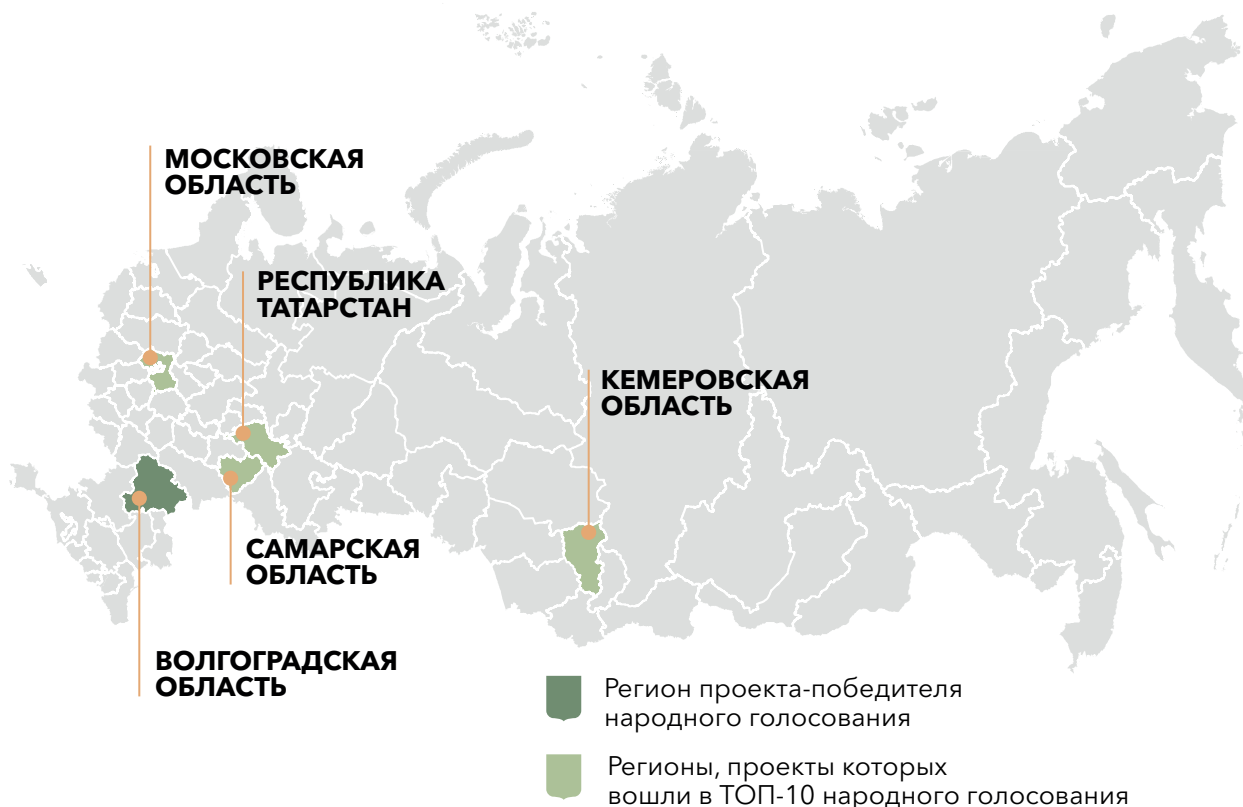 МОСКОВСКАЯ
ОБЛАСТЬ
РЕСПУБЛИКА
ТАТАРСТАН
КЕМЕРОВСКАЯ
ОБЛАСТЬ
САМАРСКАЯ
ОБЛАСТЬ
ВОЛГОГРАДСКАЯ
ОБЛАСТЬ
Регион проекта-победителя
народного голосования
Регионы, проекты которых
вошли в ТОП-10 народного голосования